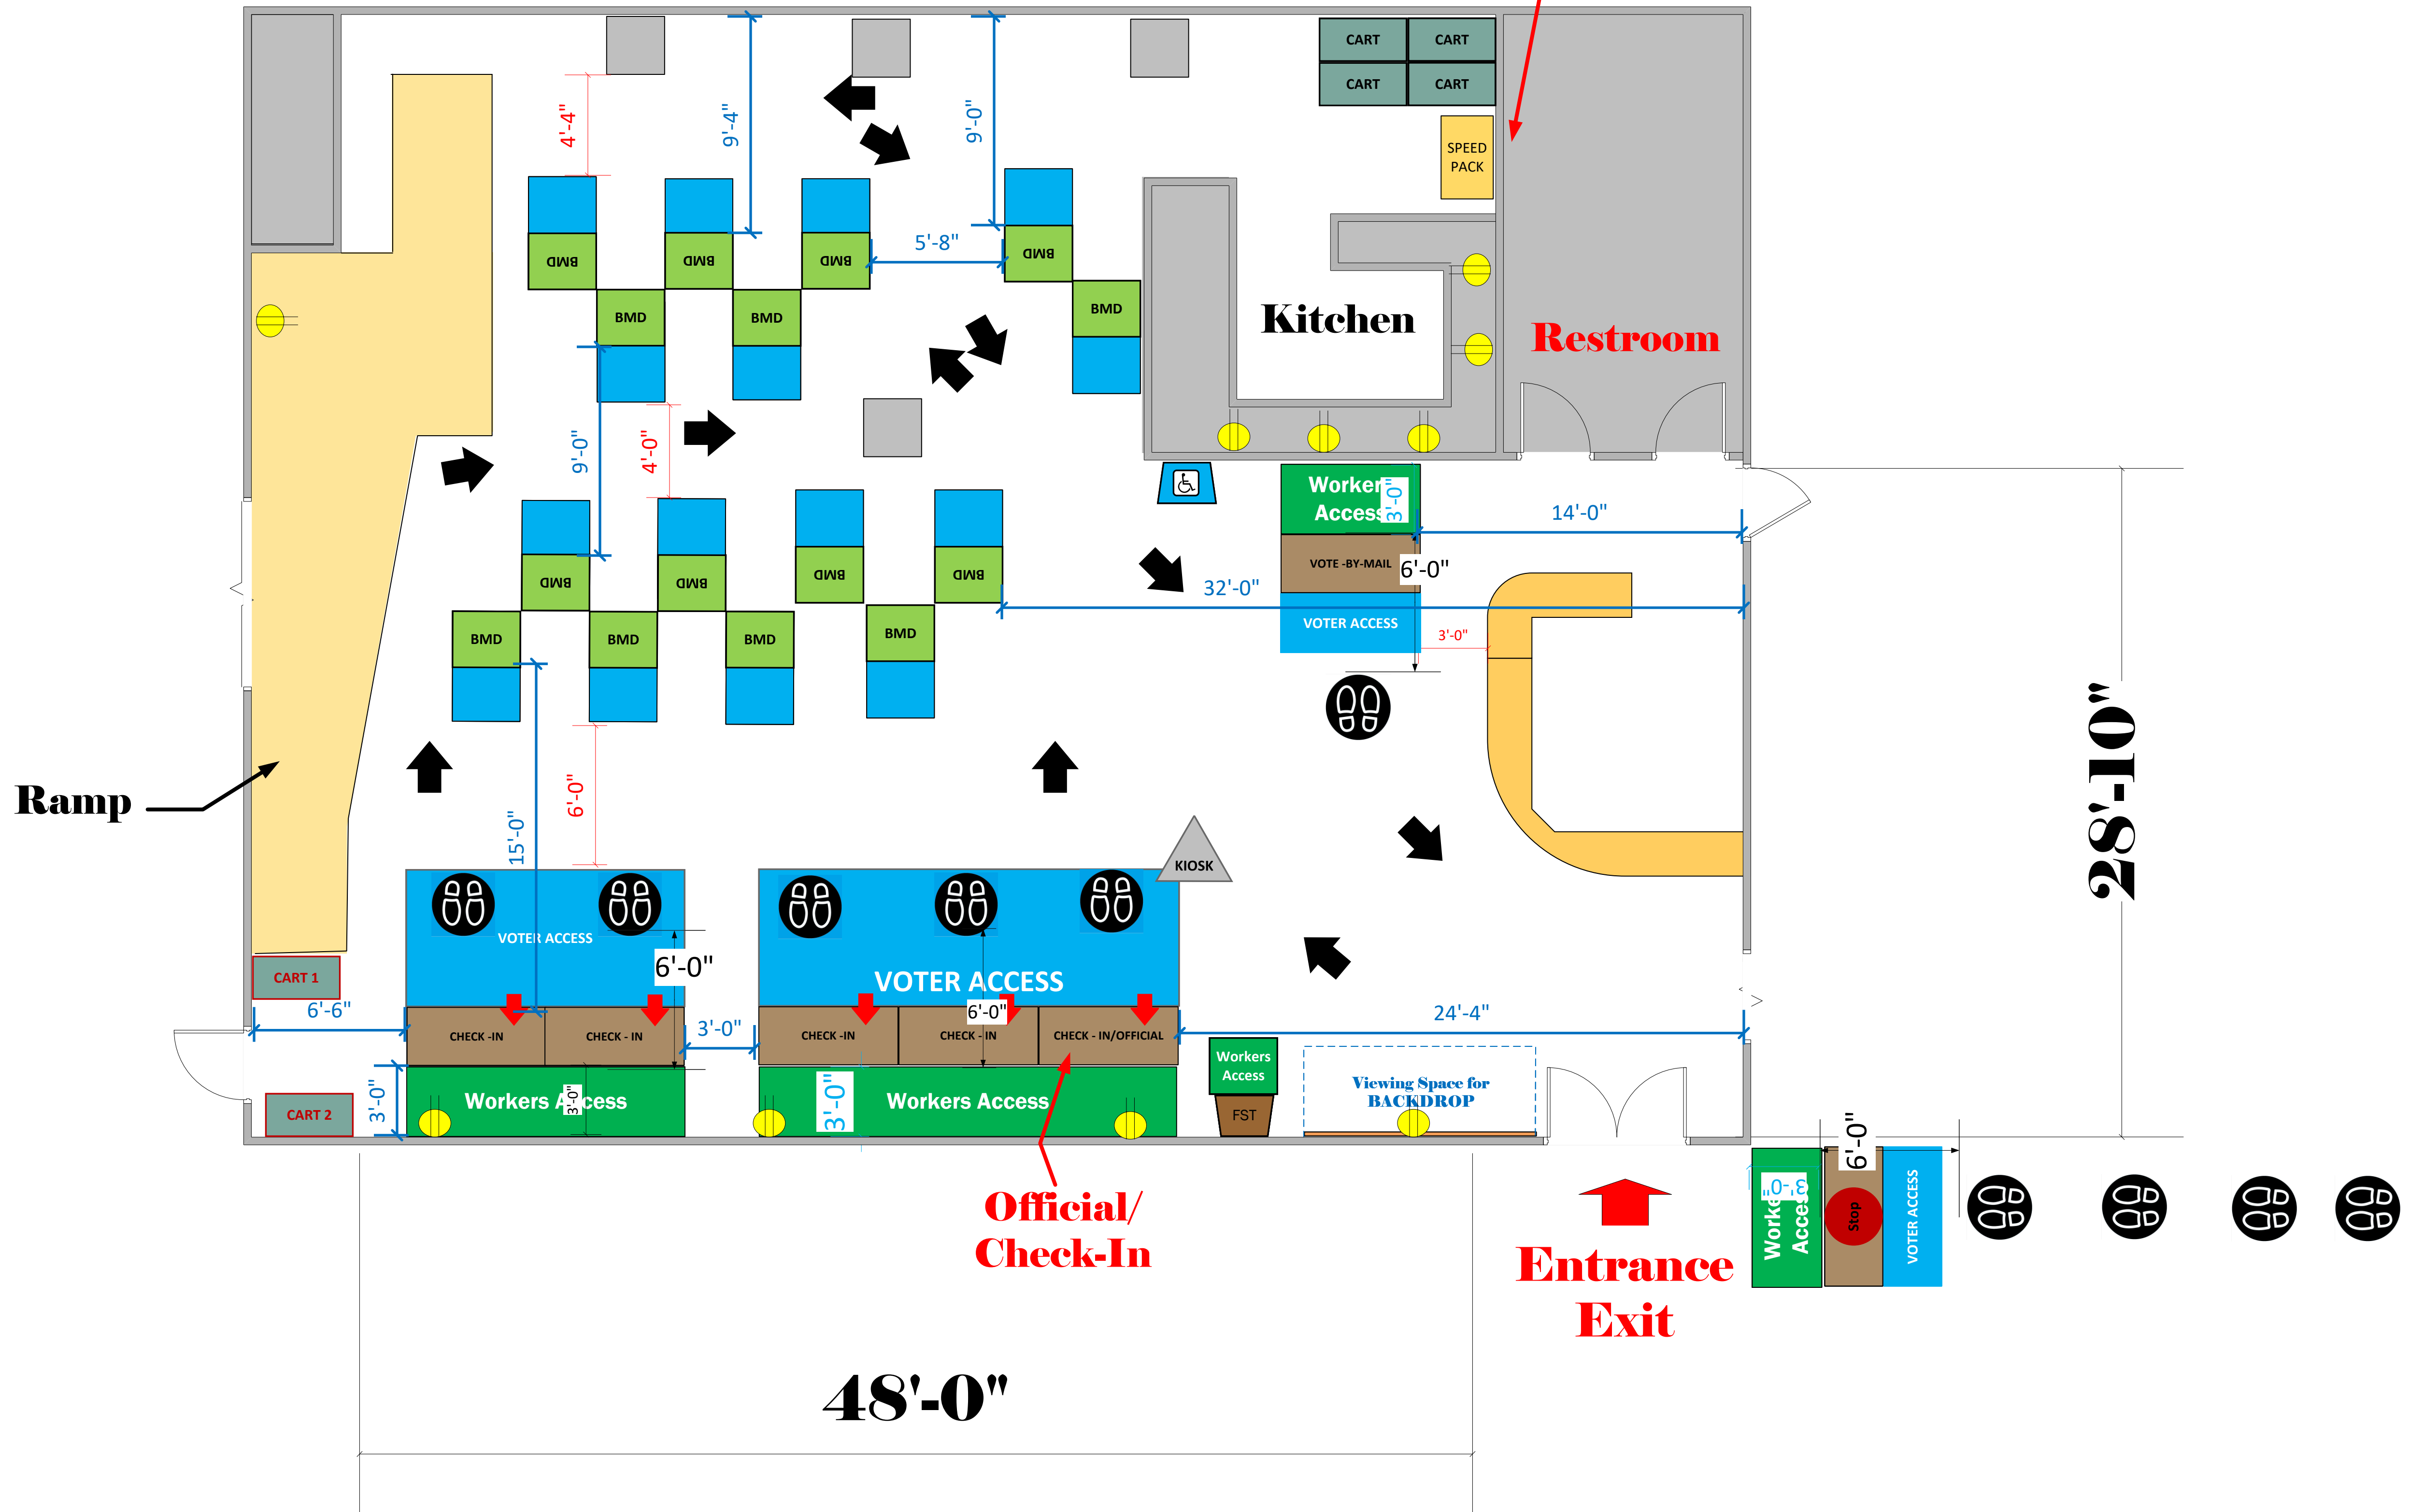 CART
CART
CART
CART
SPEED
PACK
4'-4"
9'-4"
9'-0"
BMD
BMD
BMD
5'-8"
BMD
BMD
BMD
BMD
Kitchen
Restroom
9'-0"
4'-0"
Workers
Access
3'-0"
14'-0"
VOTE -BY-MAIL
6'-0"
32'-0"
VOTER ACCESS
3'-0"
BMD
BMD
BMD
BMD
BMD
BMD
BMD
BMD
28'-10"
Ramp
15'-0"
6'-0"
KIOSK
VOTER ACCESS
6'-0"
VOTER ACCESS
CART 1
6'-6"
CHECK -IN
CHECK - IN
3'-0"
CHECK -IN
6'-0"
CHECK - IN
CHECK - IN/OFFICIAL
24'-4"
Workers
Access
Viewing Space for
BACKDROP
CART 2
3'-0"
Workers Access
3'-0"
3'-0"
Workers Access
FST
6'-0"
3'-0"
Workers
Access
Stop
VOTER ACCESS
Official/
Check-In
Entrance
Exit
48'-0"